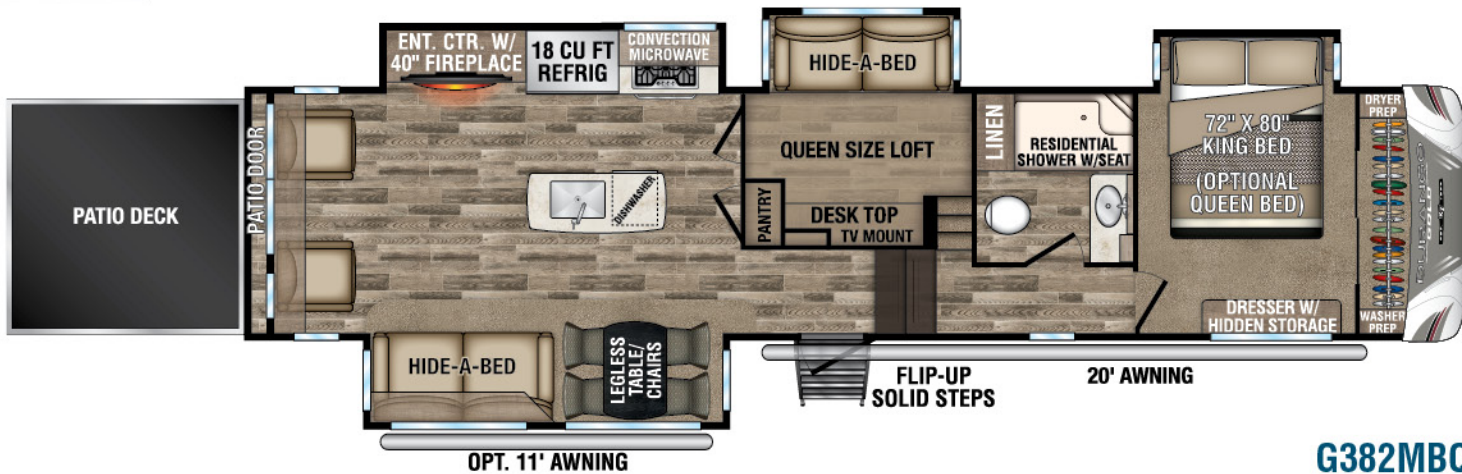 ENT. CTR. W/
40" FIREPLACE
18 CU FT
REFRIG
CONVECTION
MICROWAVE
HIDE-A-BED
PATIO DECK
PATIO DOOR
DISHWASHER
QUEEN SIZE LOFT
PANTRY
DESK TOP
TV MOUNT
LINEN
RESIDENTIAL
SHOWER W/SEAT
72" X 80"
KING BED
(OPTIONAL
QUEEN BED)
DRYER
PREP
DRESSER W/
HIDDEN STORAGE
WASHER
PREP
DURANGO
GOLD
HIDE-A-BED
LEGLESS
TABLE/
CHAIRS
FLIP-UP
SOLID STEPS
20' AWNING
OPT. 11' AWNING